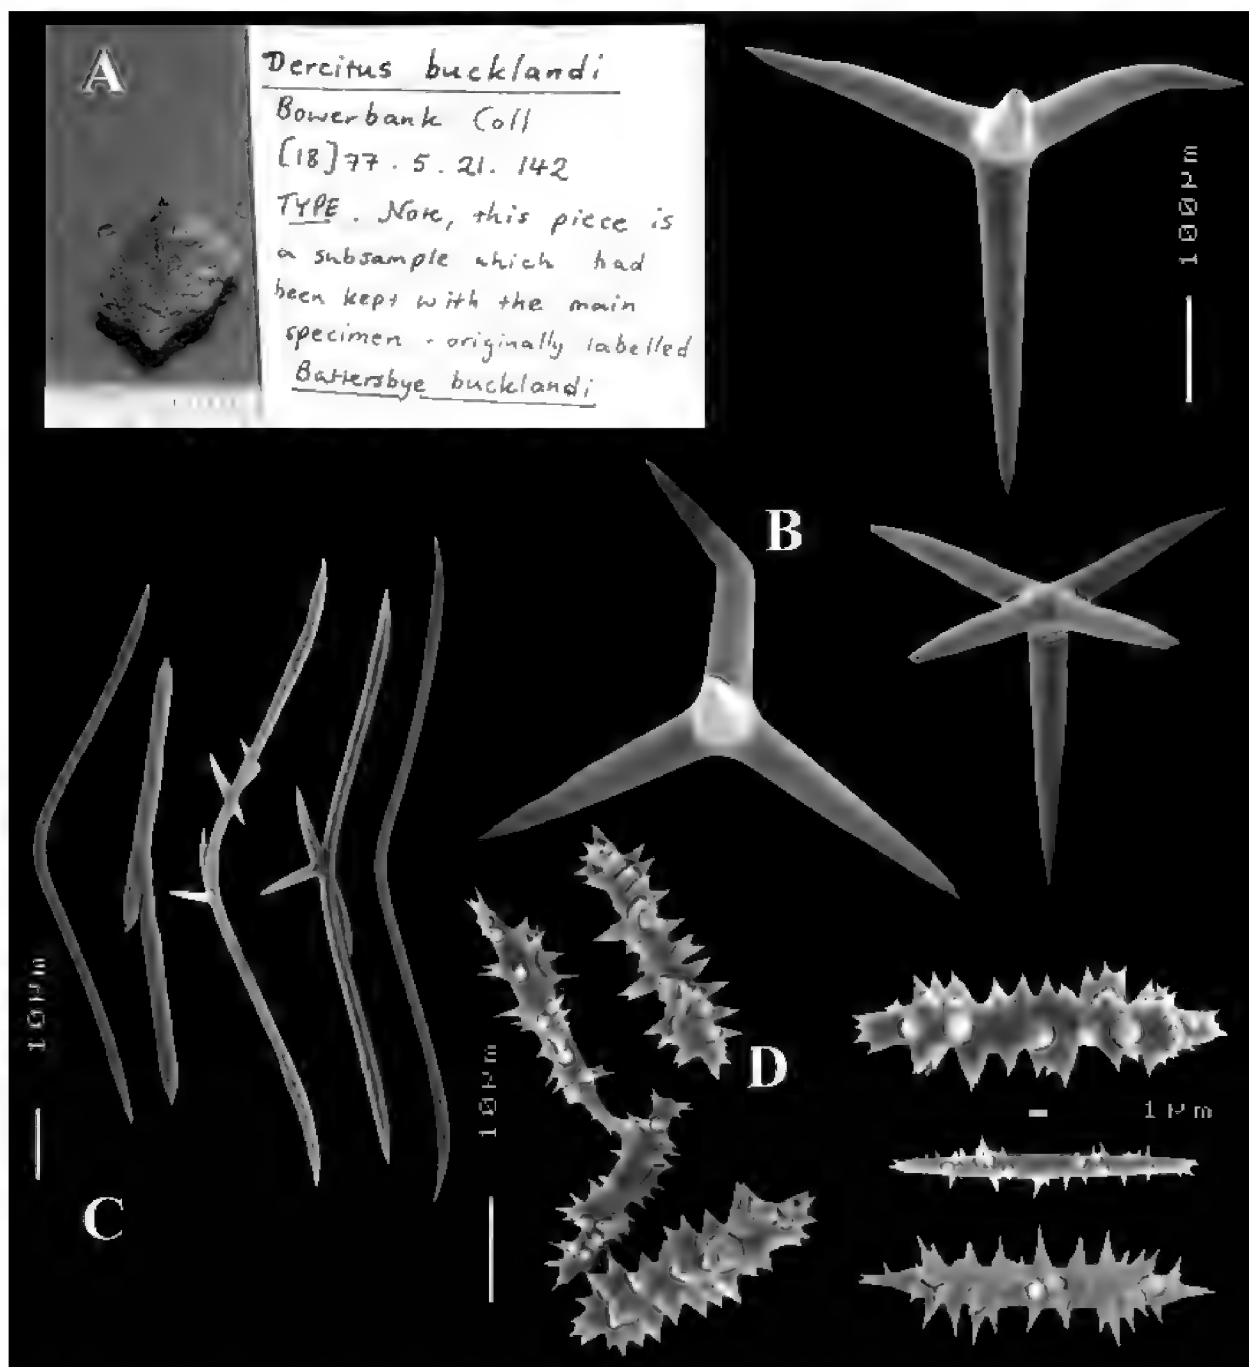 A
Dercitus bucklandi
Bowerbank Coll
[18]77.5.21.142
TYPE. Note, this piece is
a subsample which had
been kept with the main
specimen - originally labelled
Battersbye bucklandi
100µm
B
10µm
C
10µm
D
1µm